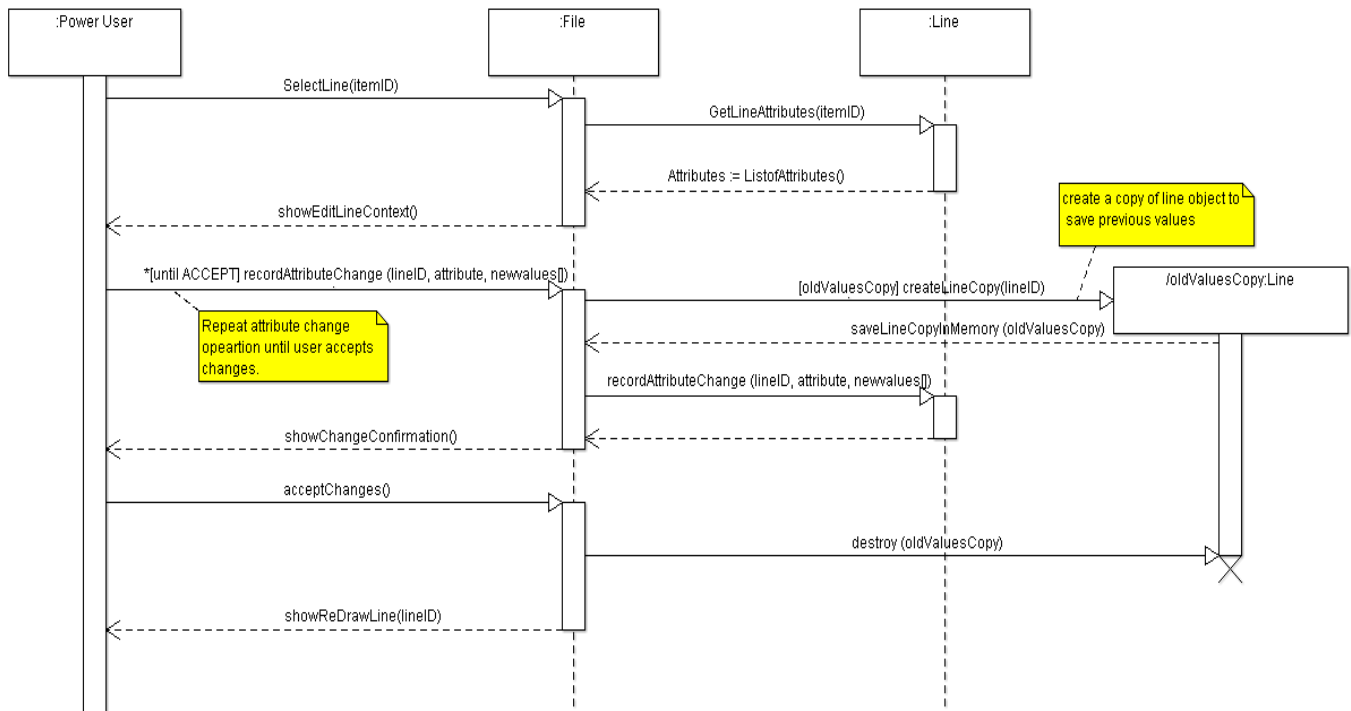 :Power User
:File
:Line
SelectLine(itemID)
GetLineAttributes(itemID)
Attributes := ListofAttributes()
showEditLineContext()
create a copy of line object to
save previous values
*[until ACCEPT] recordAttributeChange (lineID, attribute, newvalues[])
[oldValuesCopy] createLineCopy(lineID)
/oldValuesCopy:Line
Repeat attribute change
opeartion until user accepts
changes.
saveLineCopyInMemory (oldValuesCopy)
recordAttributeChange (lineID, attribute, newvalues[])
showChangeConfirmation()
acceptChanges()
destroy (oldValuesCopy)
showReDrawLine(lineID)